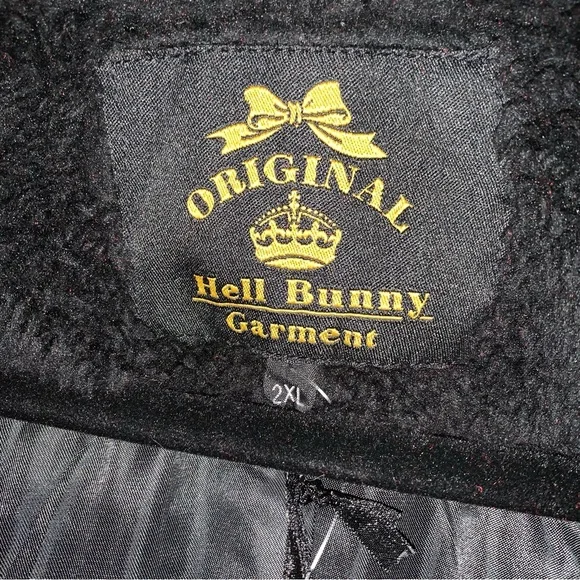 ORIGINAL
Hell Bunny
Garment
2XL